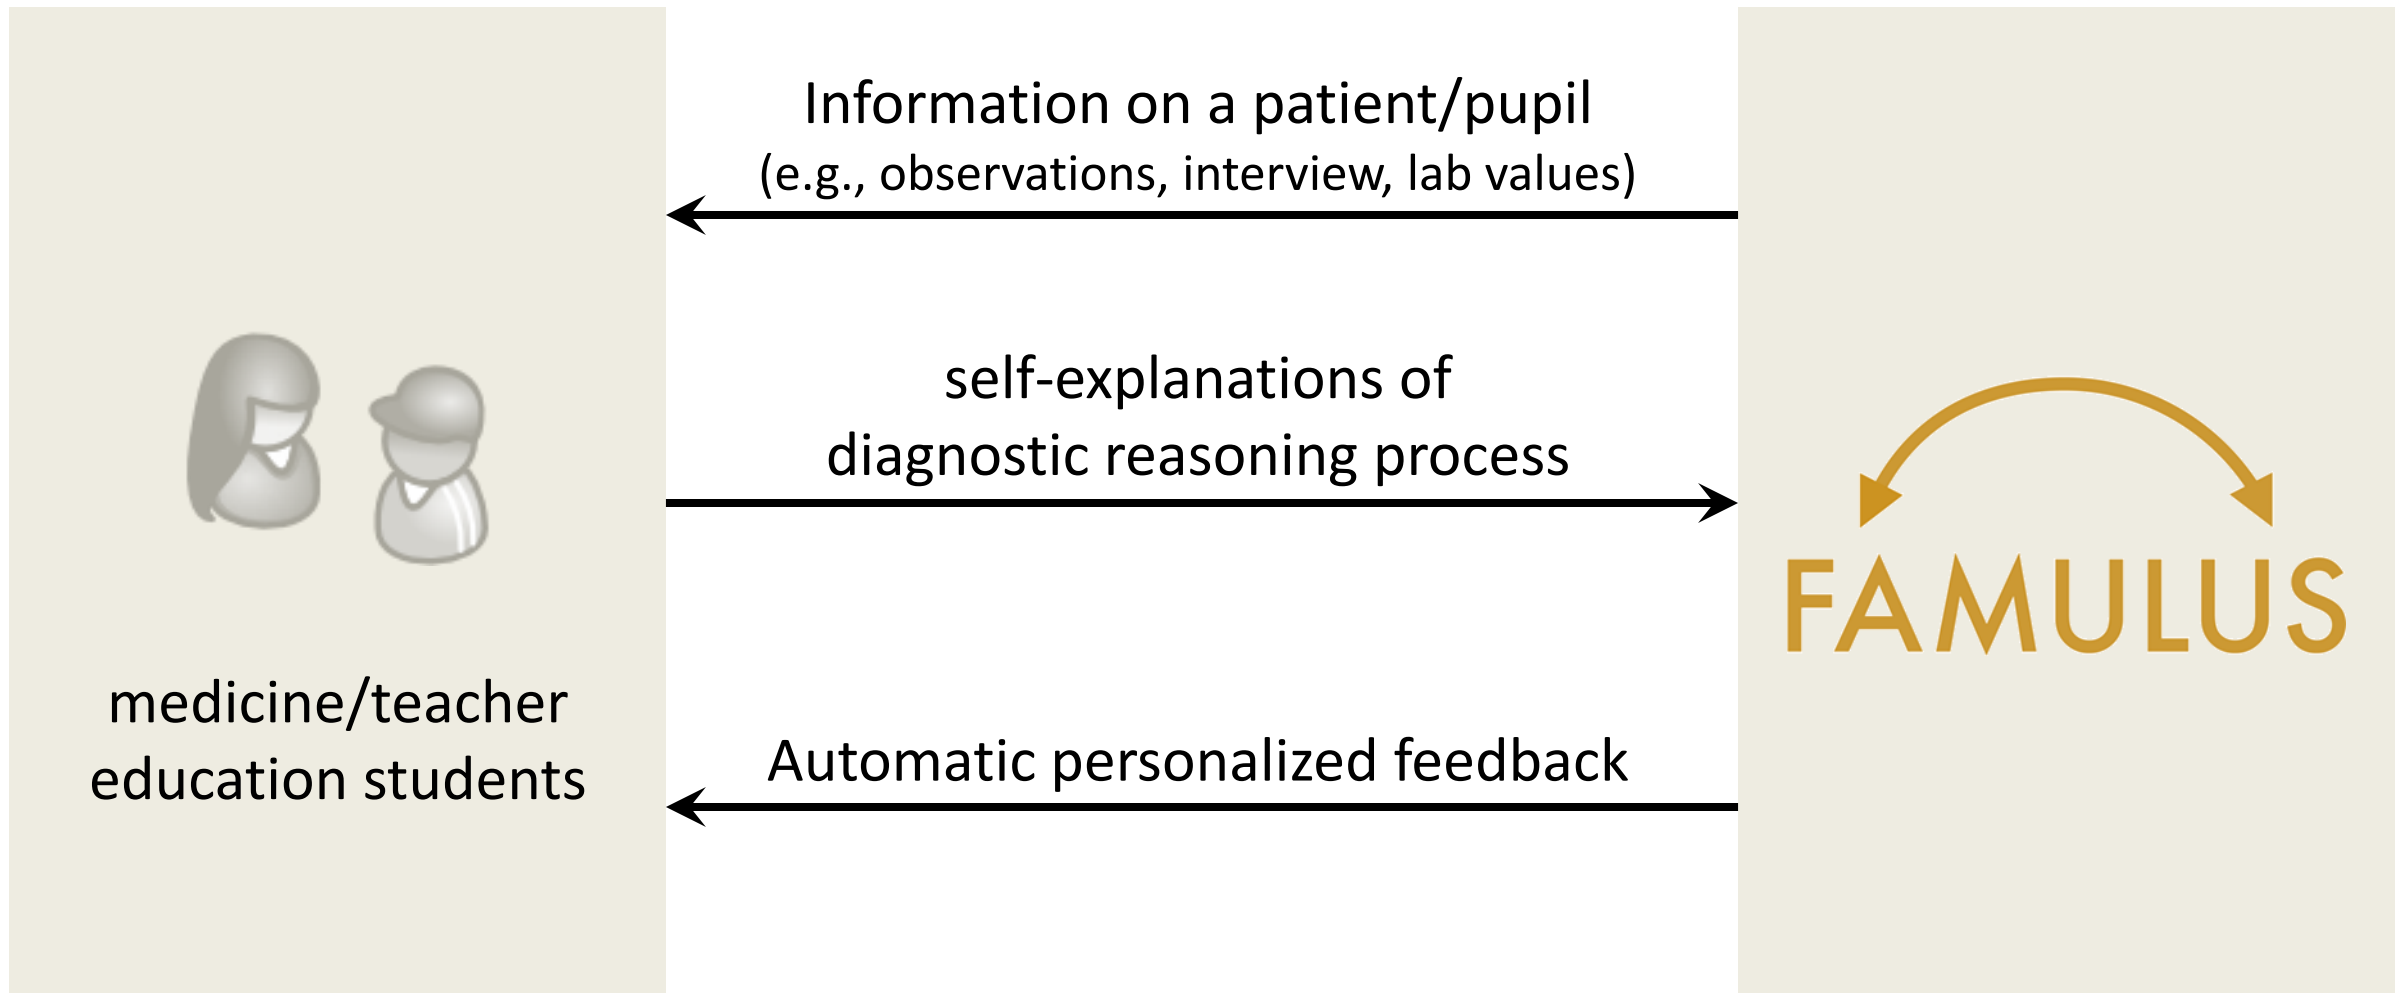 Information on a patient/pupil
(e.g., observations, interview, lab values)
self-explanations of
diagnostic reasoning process
Automatic personalized feedback
medicine/teacher
education students
FAMULUS